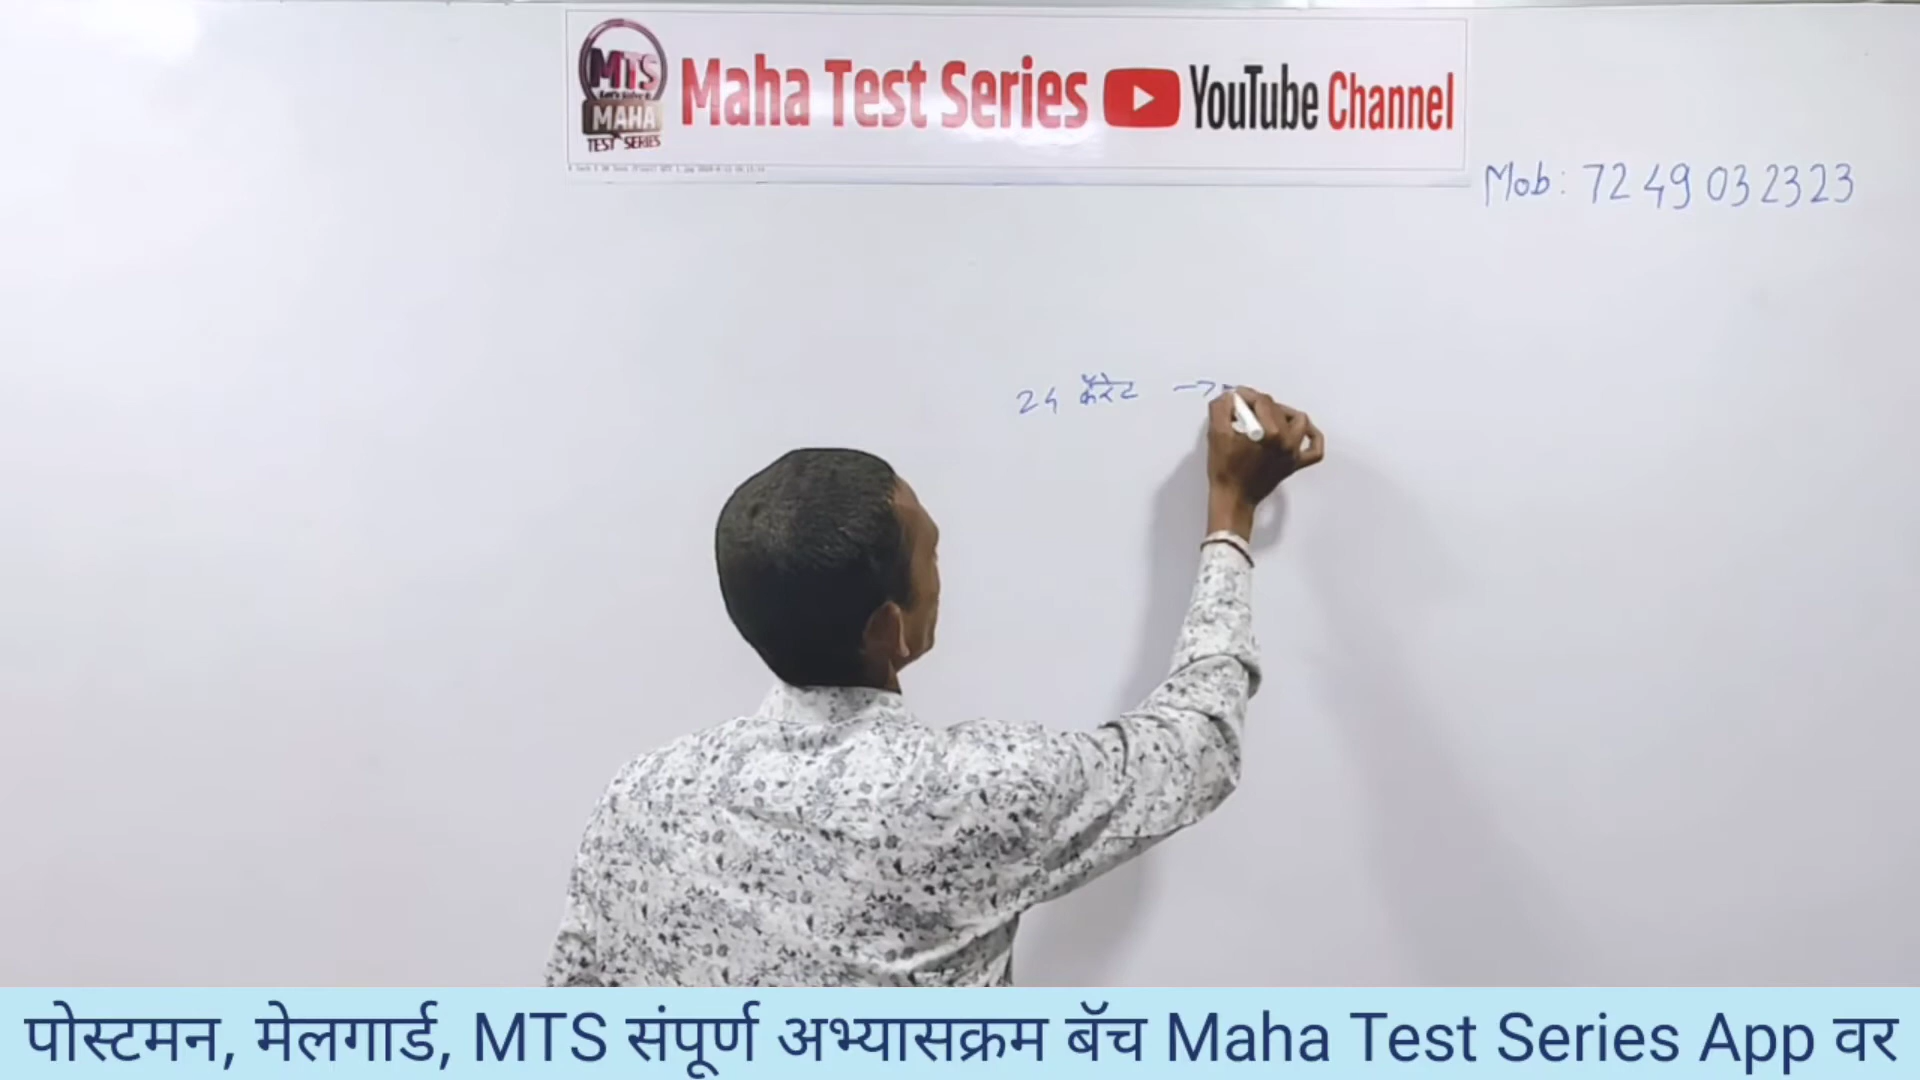 MTS
MAHA
TEST SERIES
Maha Test Series YouTube Channel
Mob: 7249032323
24 कॅरेट →
पोस्टमन, मेलगार्ड, MTS संपूर्ण अभ्यासक्रम बॅच Maha Test Series App वर